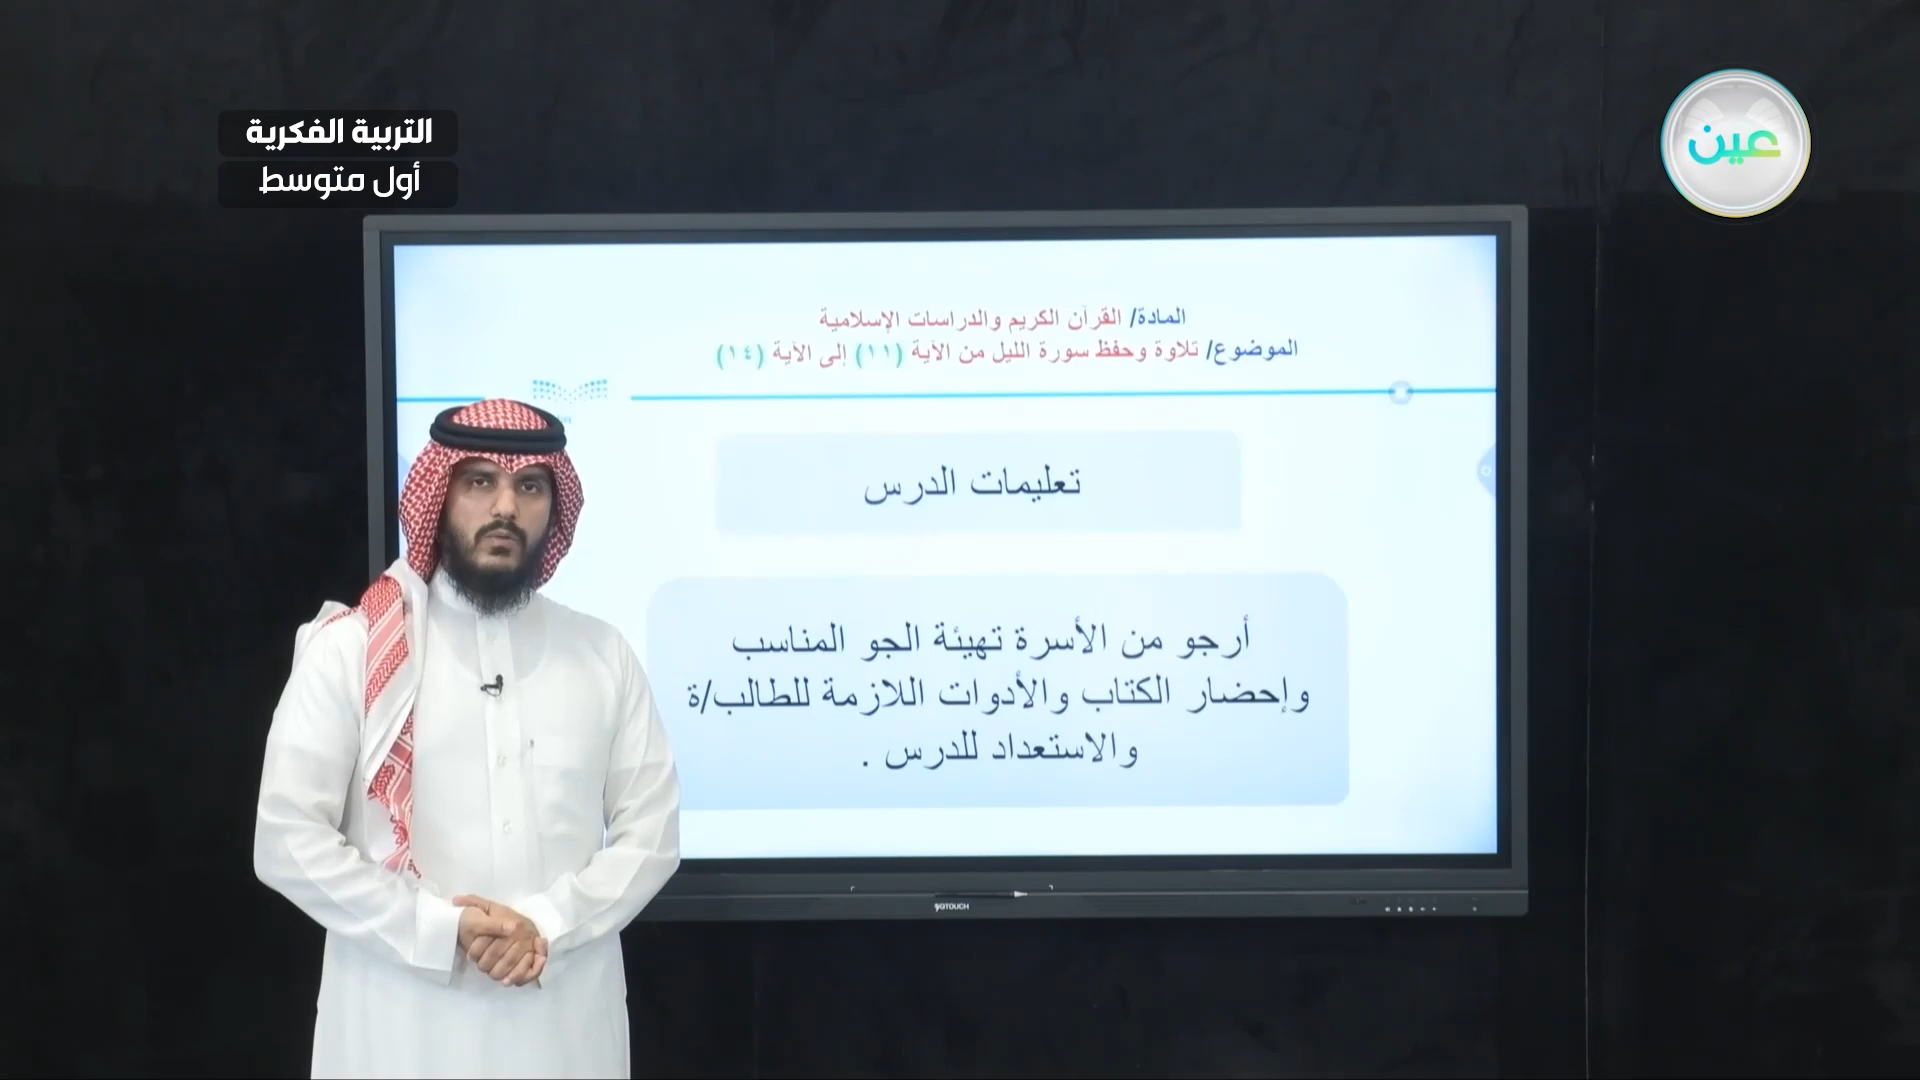 التربية الفكرية
أول متوسط
عين
المادة/ القرآن الكريم والدراسات الإسلامية
الموضوع/ تلاوة وحفظ سورة الليل من الآية (١١) إلى الآية (١٤)
تعليمات الدرس
أرجو من الأسرة تهيئة الجو المناسب
وإحضار الكتاب والأدوات اللازمة للطالب/ة
والاستعداد للدرس .